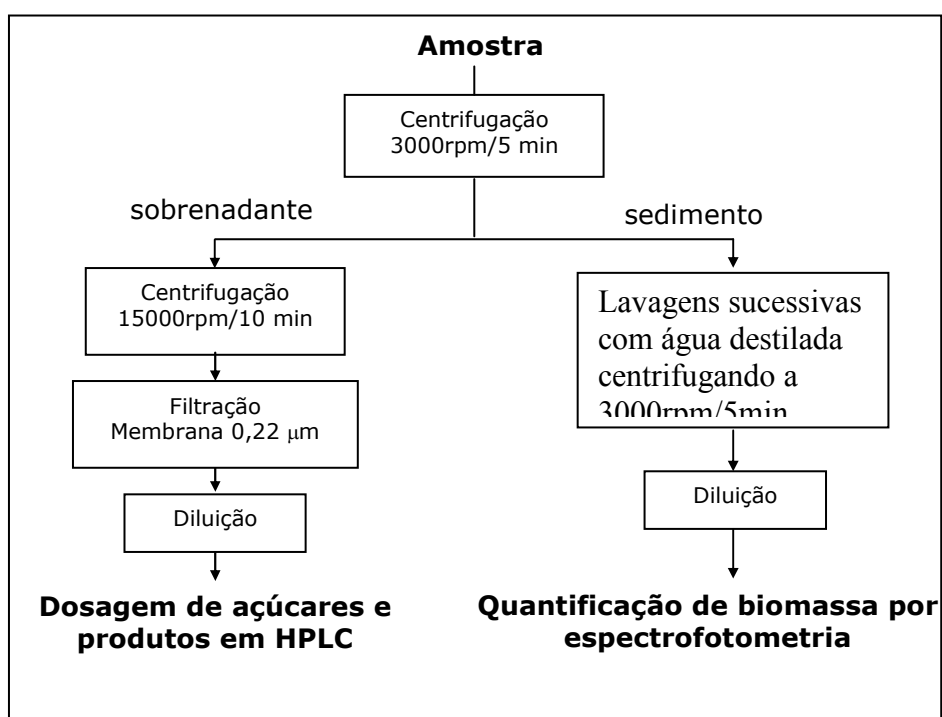 Amostra
Centrifugação
3000rpm/5 min
sobrenadante
sedimento
Centrifugação
15000rpm/10 min
Filtração
Membrana 0,22 μm
Diluição
Dosagem de açúcares e
produtos em HPLC
Lavagens sucessivas
com água destilada
centrifugando a
3000rpm/5min
Diluição
Quantificação de biomassa por
espectrofotometria